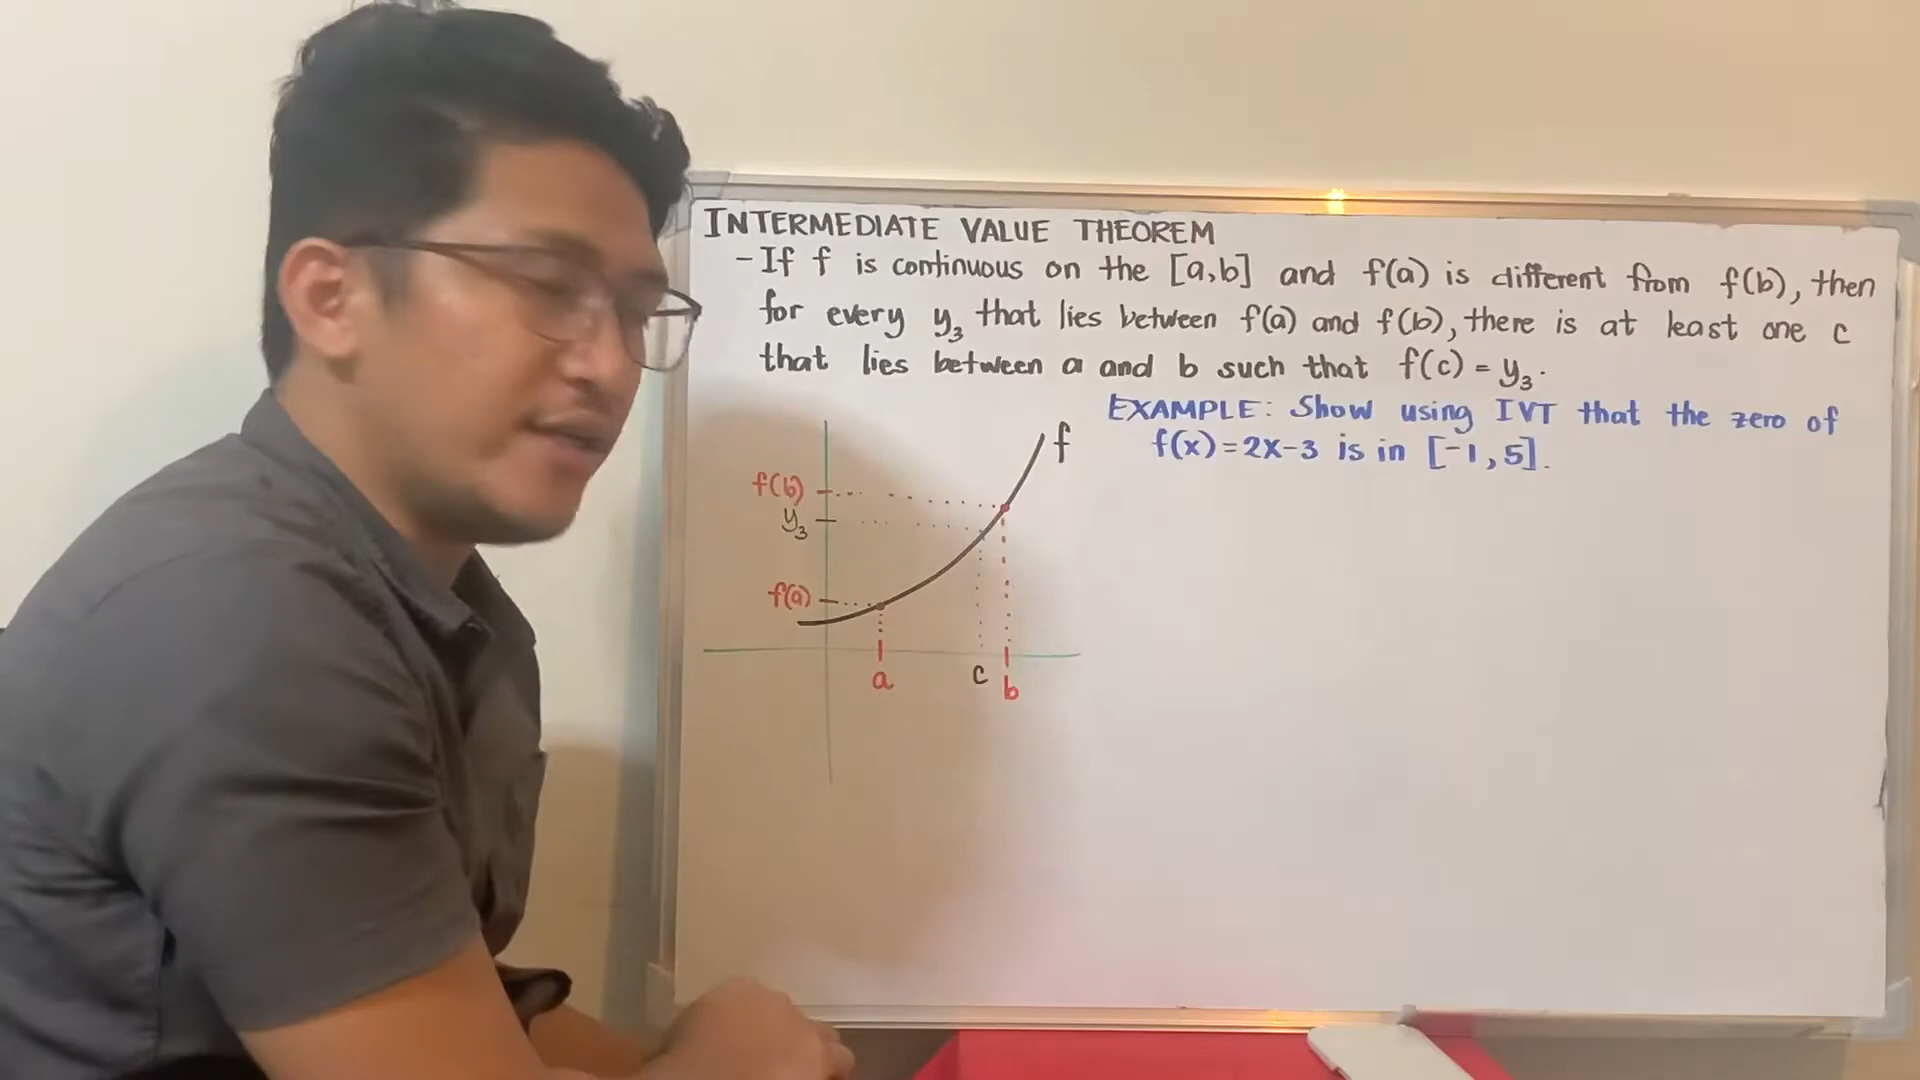 INTERMEDIATE VALUE THEOREM
- If f is continuous on the [a,b] and f(a) is different from f(b), then
for every y₃ that lies between f(a) and f(b), there is at least one c
that lies between a and b such that f(c) = y₃.
EXAMPLE: Show using IVT that the zero of
f(x)=2x-3 is in [-1,5].
f
f(b)
y₃
f(a)
a
c
b